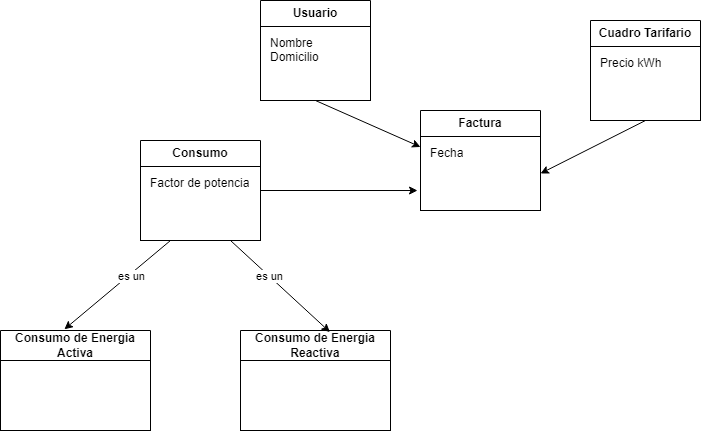 Usuario
Nombre
Domicilio
Cuadro Tarifario
Precio kWh
Factura
Fecha
Consumo
Factor de potencia
es un
es un
Consumo de Energia
Activa
Consumo de Energia
Reactiva